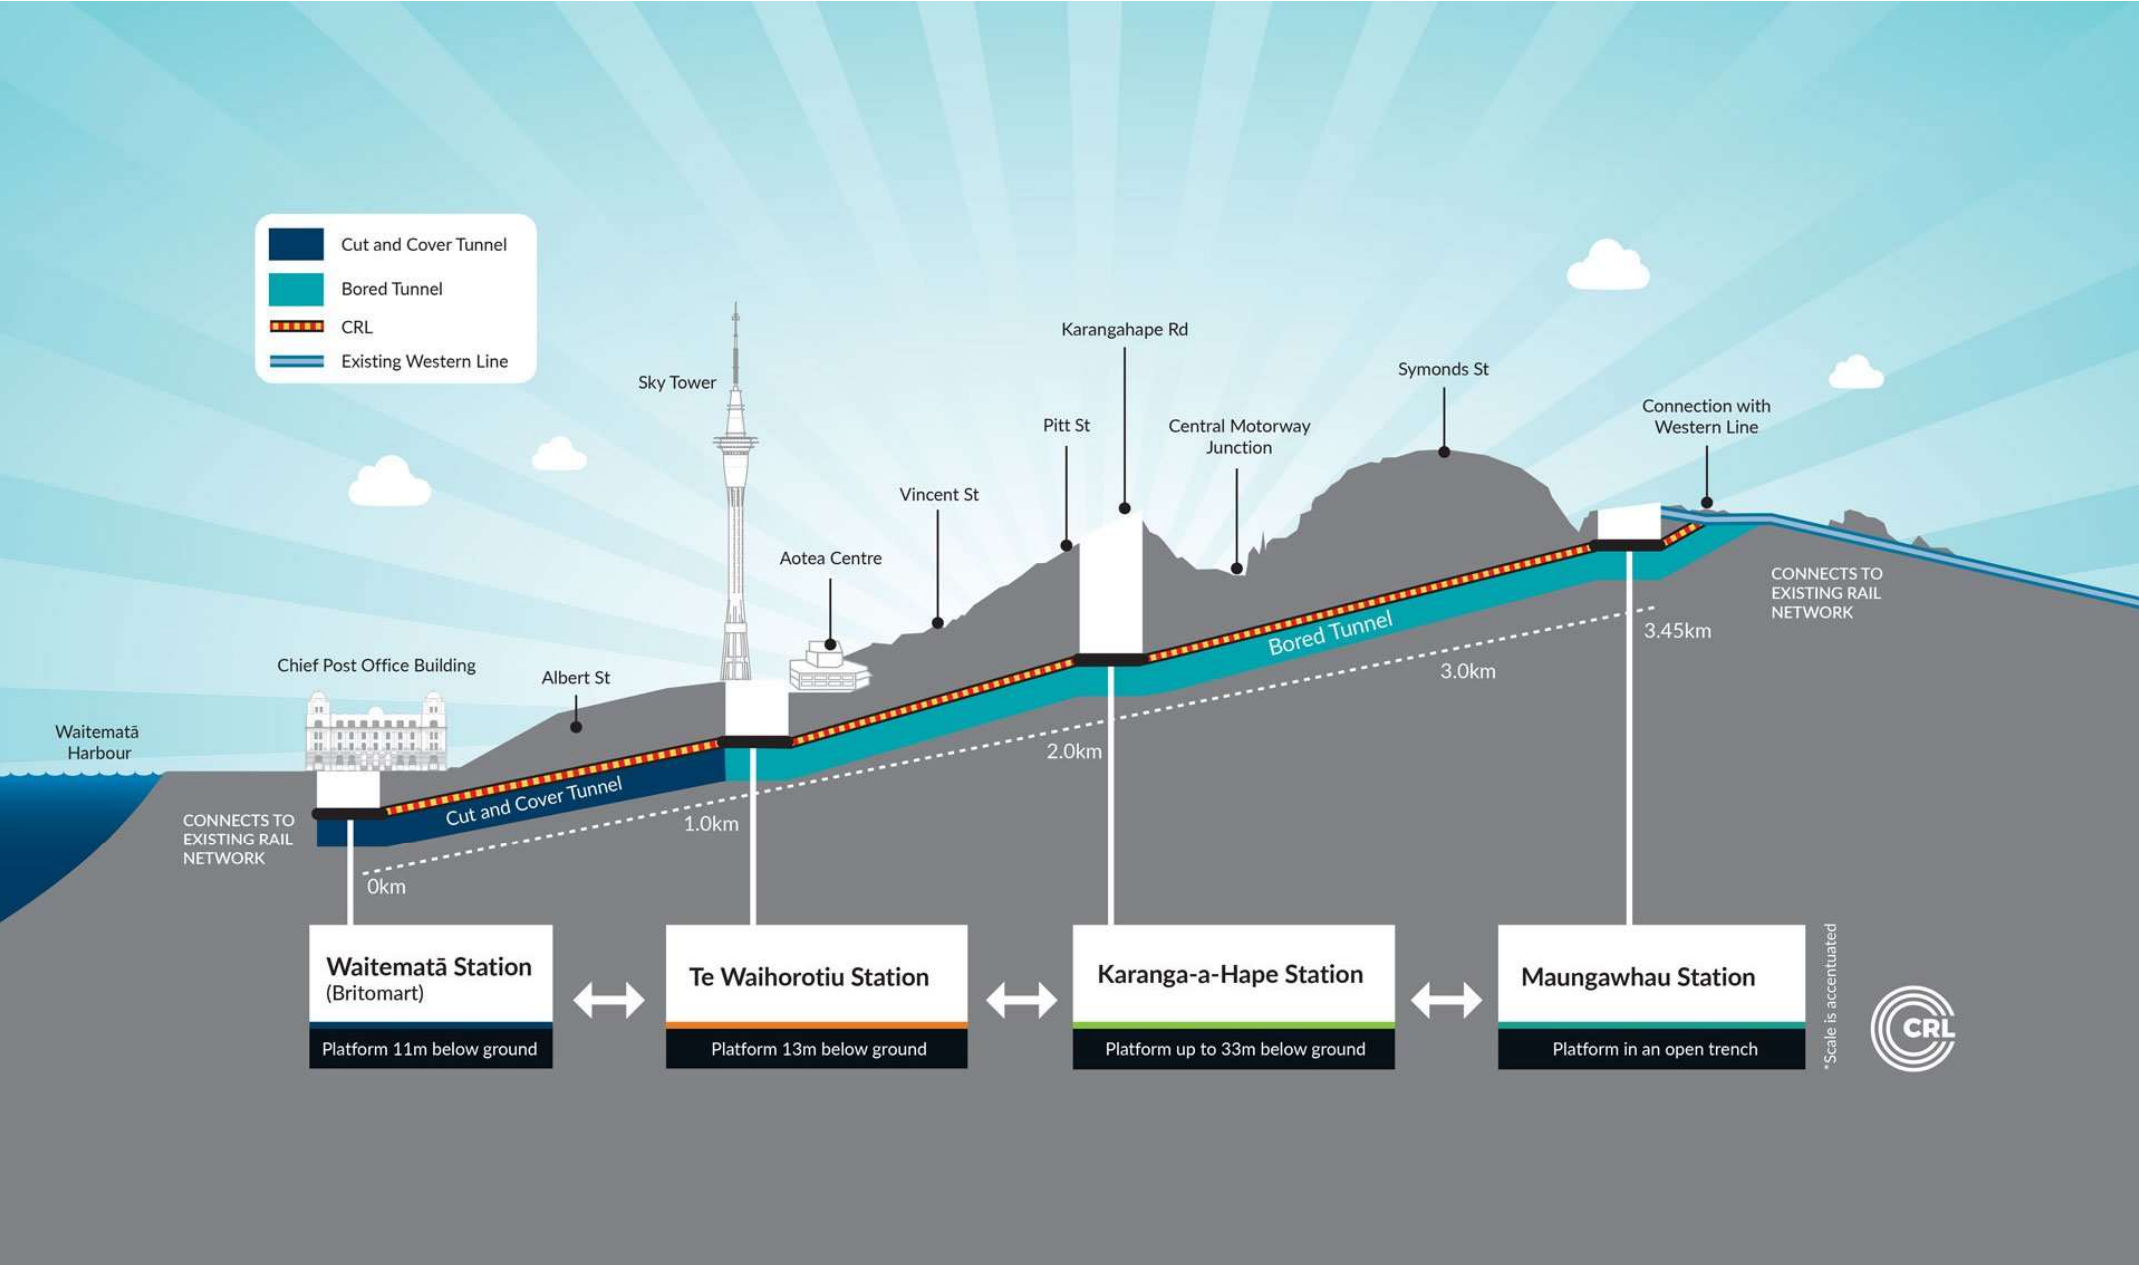 Cut and Cover Tunnel
Bored Tunnel
CRL
Existing Western Line
Sky Tower
Karangahape Rd
Symonds St
Pitt St
Central Motorway
Junction
Connection with
Western Line
Vincent St
Aotea Centre
Chief Post Office Building
Albert St
Waitematā
Harbour
CONNECTS TO
EXISTING RAIL
NETWORK
Cut and Cover Tunnel
Bored Tunnel
CONNECTS TO
EXISTING RAIL
NETWORK
0km
1.0km
2.0km
3.0km
3.45km
Waitematā Station
(Britomart)
Platform 11m below ground
Te Waihorotiu Station
Platform 13m below ground
Karanga-a-Hape Station
Platform up to 33m below ground
Maungawhau Station
Platform in an open trench
*Scale is accentuated
CRL